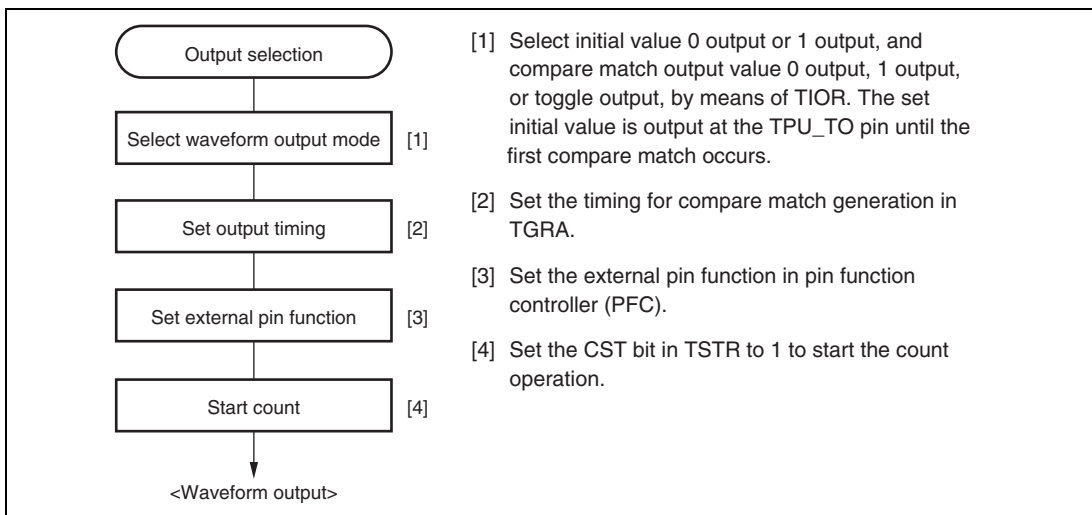 Output selection
Select waveform output mode [1]
Set output timing [2]
Set external pin function [3]
Start count [4]
<Waveform output>
[1] Select initial value 0 output or 1 output, and
compare match output value 0 output, 1 output,
or toggle output, by means of TIOR. The set
initial value is output at the TPU_TO pin until the
first compare match occurs.
[2] Set the timing for compare match generation in
TGRA.
[3] Set the external pin function in pin function
controller (PFC).
[4] Set the CST bit in TSTR to 1 to start the count
operation.